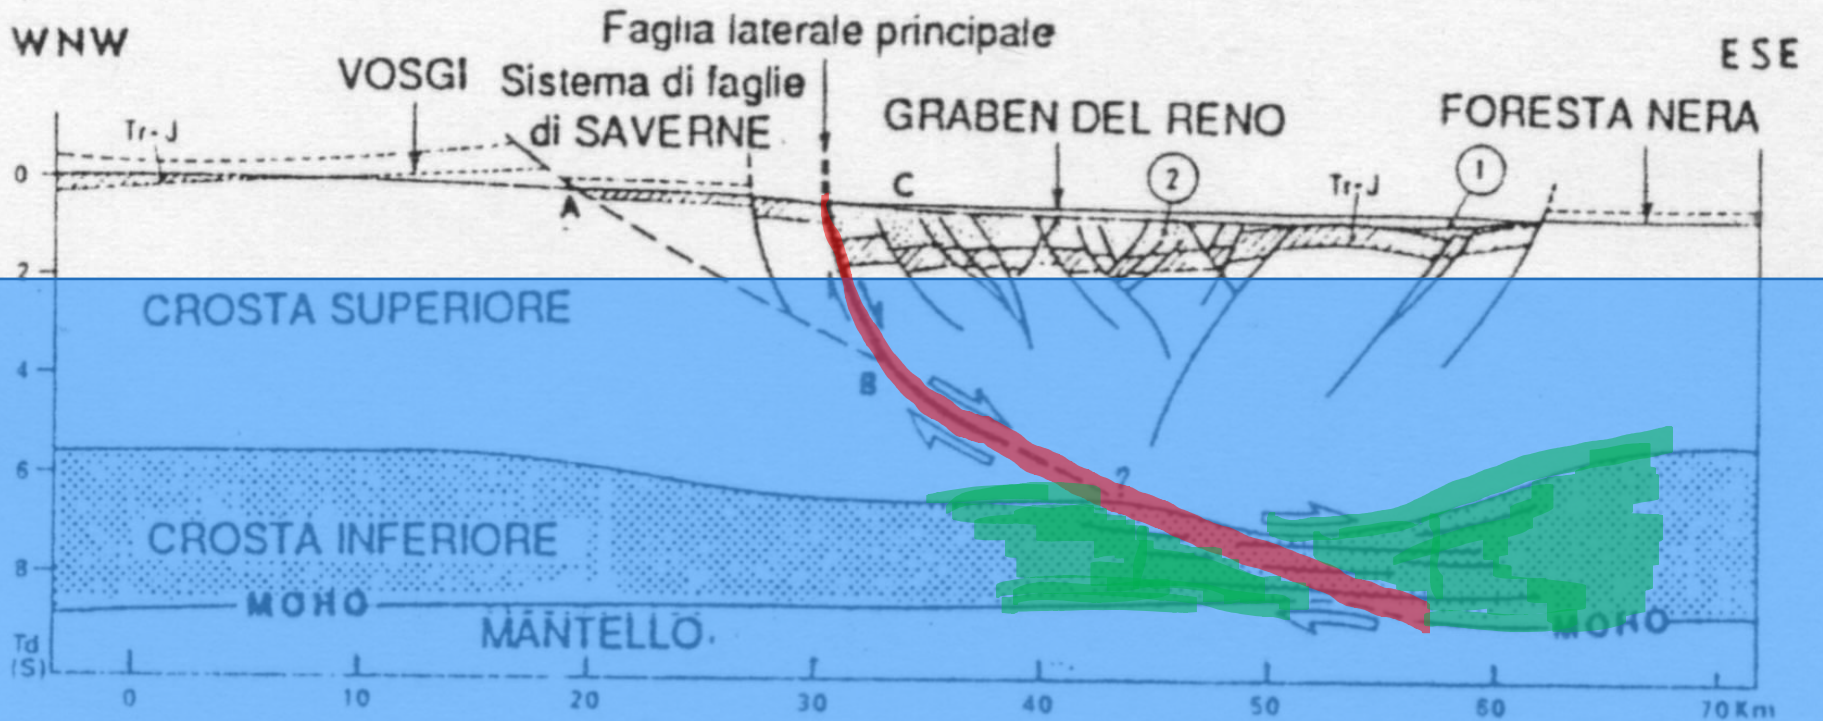 WNW
Faglia laterale principale
ESE
VOSGI
Sistema di faglie
di SAVERNE
GRABEN DEL RENO
FORESTA NERA
Tr-J
2
Tr-J
1
0
A
C
2
CROSTA SUPERIORE
4
B
6
?
CROSTA INFERIORE
8
MOHO
MANTELLO.
MOHO
Td
(S)
0 10 20 30 40 50 60 70 Km